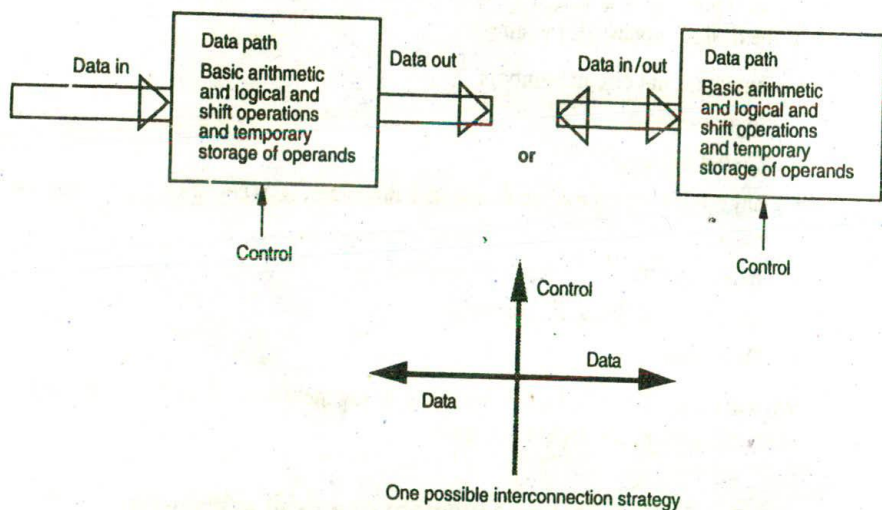 Data in
Data path
Basic arithmetic
and logical and
shift operations
and temporary
storage of operands
Data out
Control
or
Data in/out
Data path
Basic arithmetic
and logical and
shift operations
and temporary
storage of operands
Control
Control
Data
Data
One possible interconnection strategy